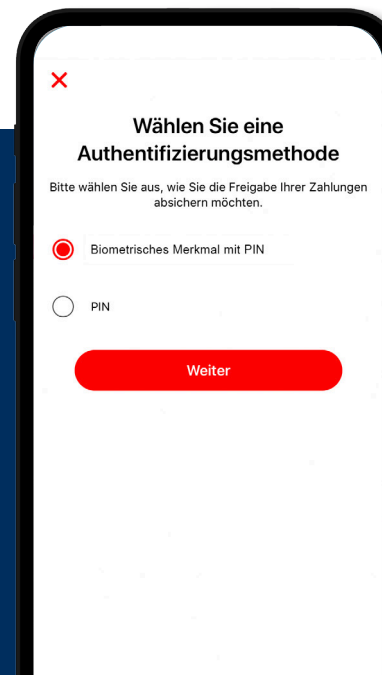 Wählen Sie eine
Authentifizierungsmethode
Bitte wählen Sie aus, wie Sie die Freigabe Ihrer Zahlungen
absichern möchten.
Biometrisches Merkmal mit PIN
PIN
Weiter